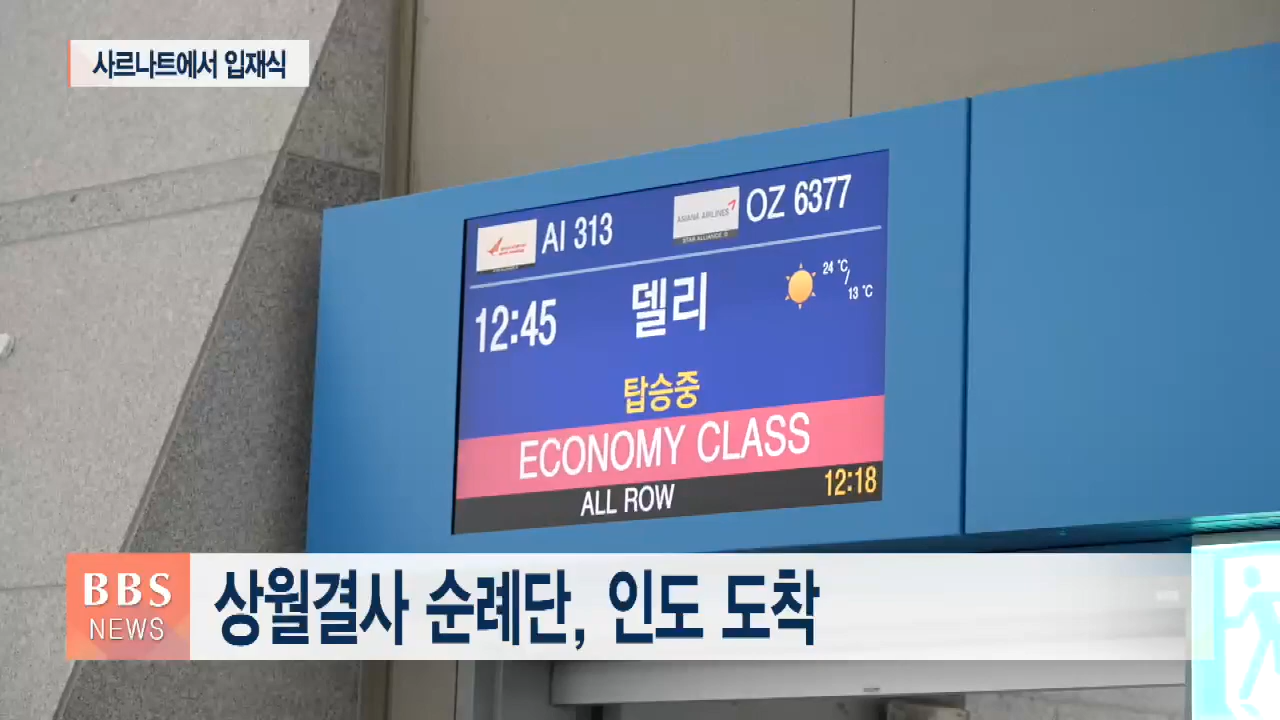 사르나트에서 입재식
AI 313
ASIANA AIRLINES
STAR ALLIANCE
OZ 6377
12:45
델리
24 ℃/
13 ℃
탑승중
ECONOMY CLASS
ALL ROW
12:18
BBS
NEWS
상월결사 순례단, 인도 도착